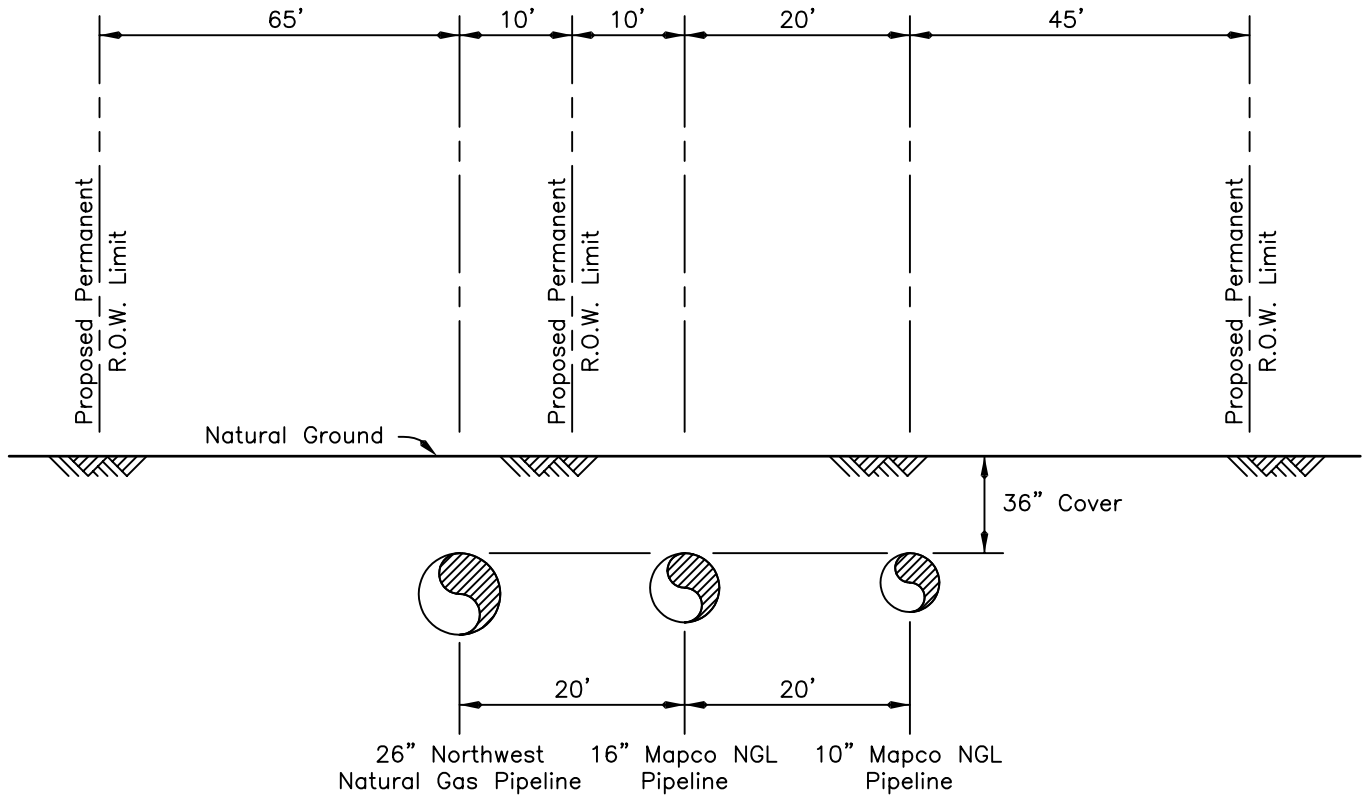 65’
10’
10’
20’
45’
Proposed Permanent
R.O.W. Limit
Proposed Permanent
R.O.W. Limit
Proposed Permanent
R.O.W. Limit
Natural Ground
36” Cover
20’
20’
26” Northwest
Natural Gas Pipeline
16” Mapco NGL
Pipeline
10” Mapco NGL
Pipeline